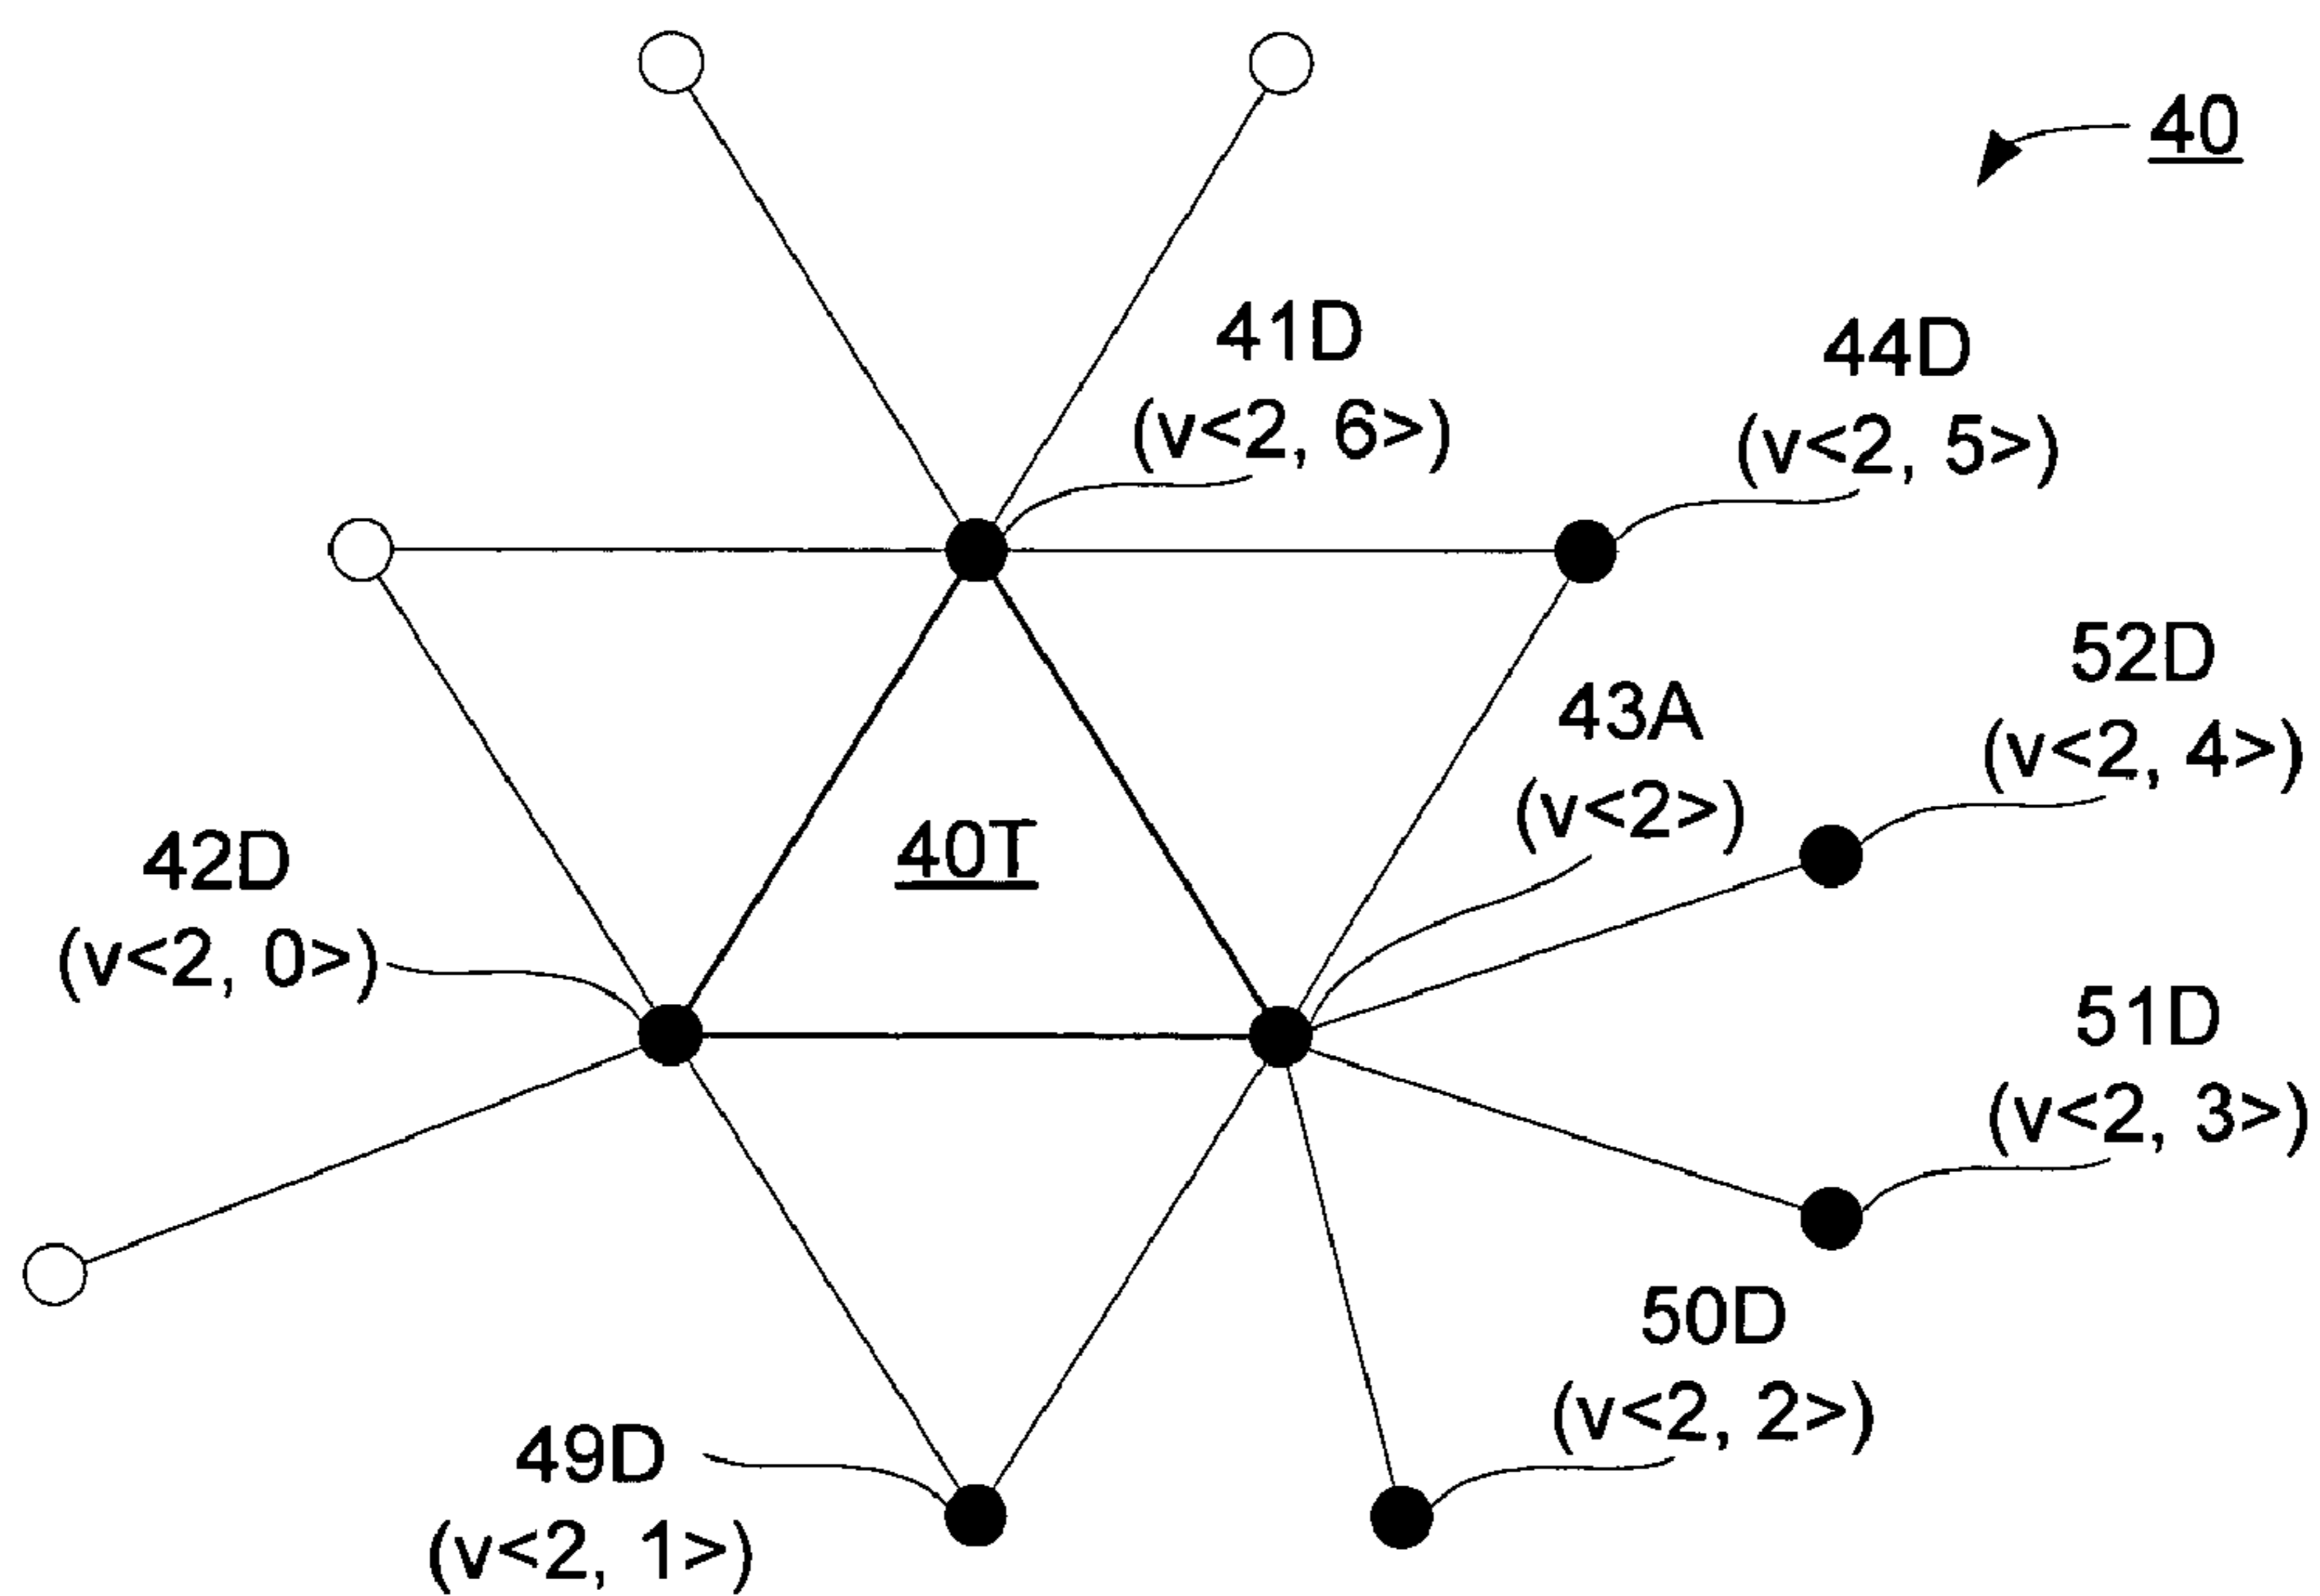 40
41D
(v<2, 6>)
44D
(v<2, 5>)
52D
(v<2, 4>)
43A
(v<2>)
40T
42D
(v<2, 0>)
51D
(v<2, 3>)
50D
(v<2, 2>)
49D
(v<2, 1>)